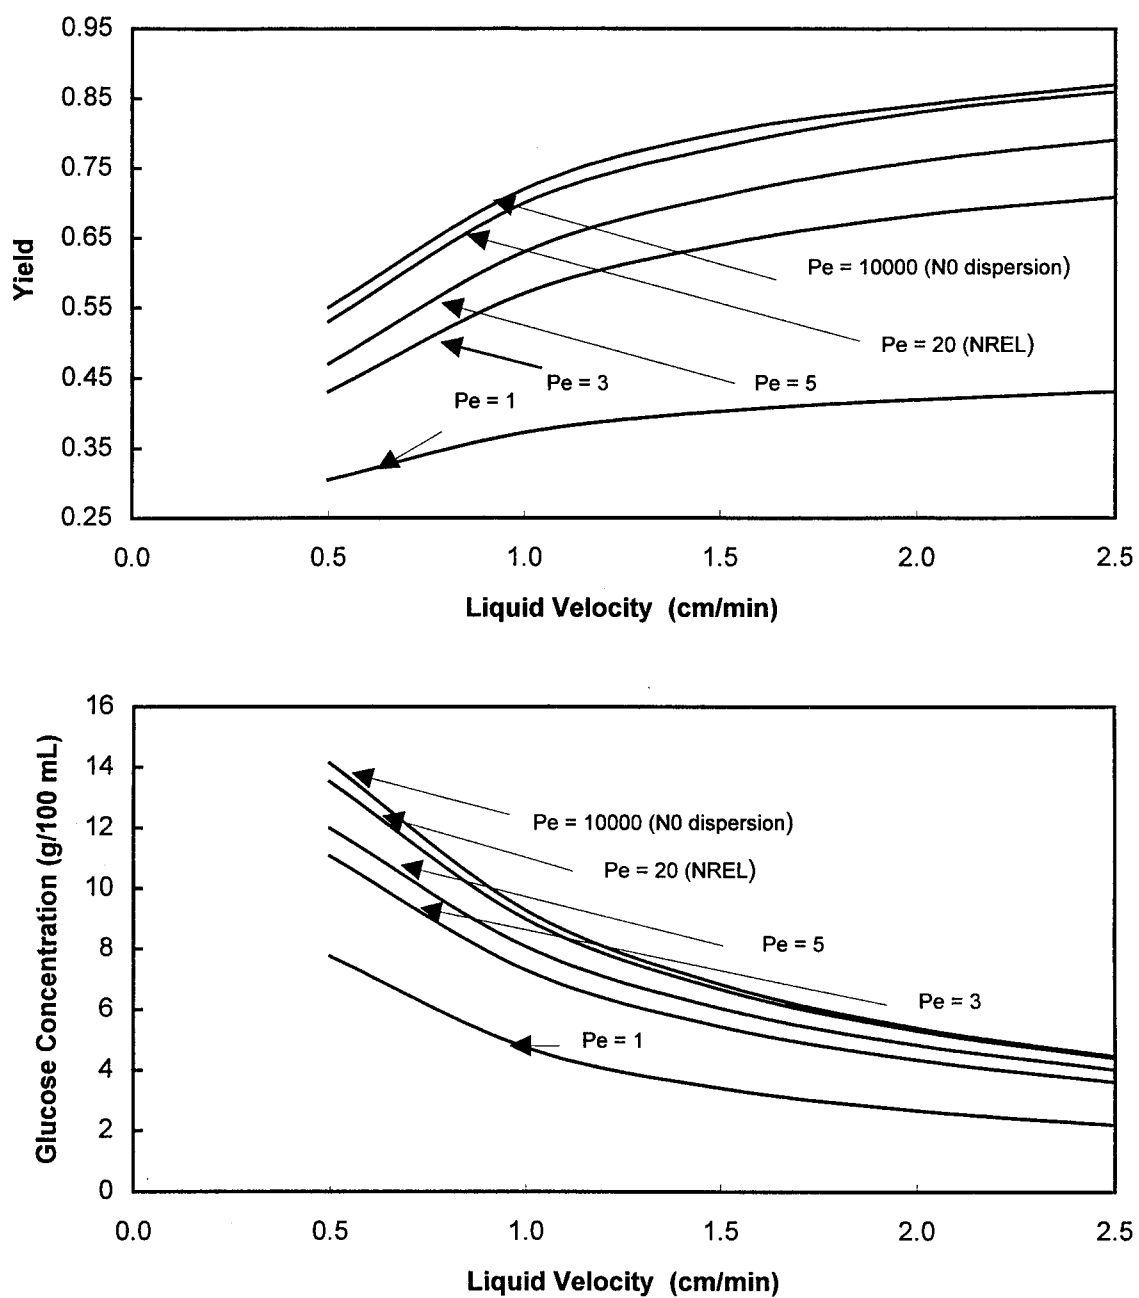 0.95
0.85
0.75
0.65
0.55
0.45
0.35
0.25
Yield
Pe = 10000 (N0 dispersion)
Pe = 20 (NREL)
Pe = 5
Pe = 3
Pe = 1
0.0 0.5 1.0 1.5 2.0 2.5
Liquid Velocity (cm/min)
16
14
12
10
8
6
4
2
0
Glucose Concentration (g/100 mL)
Pe = 10000 (N0 dispersion)
Pe = 20 (NREL)
Pe = 5
Pe = 3
Pe = 1
0.0 0.5 1.0 1.5 2.0 2.5
Liquid Velocity (cm/min)